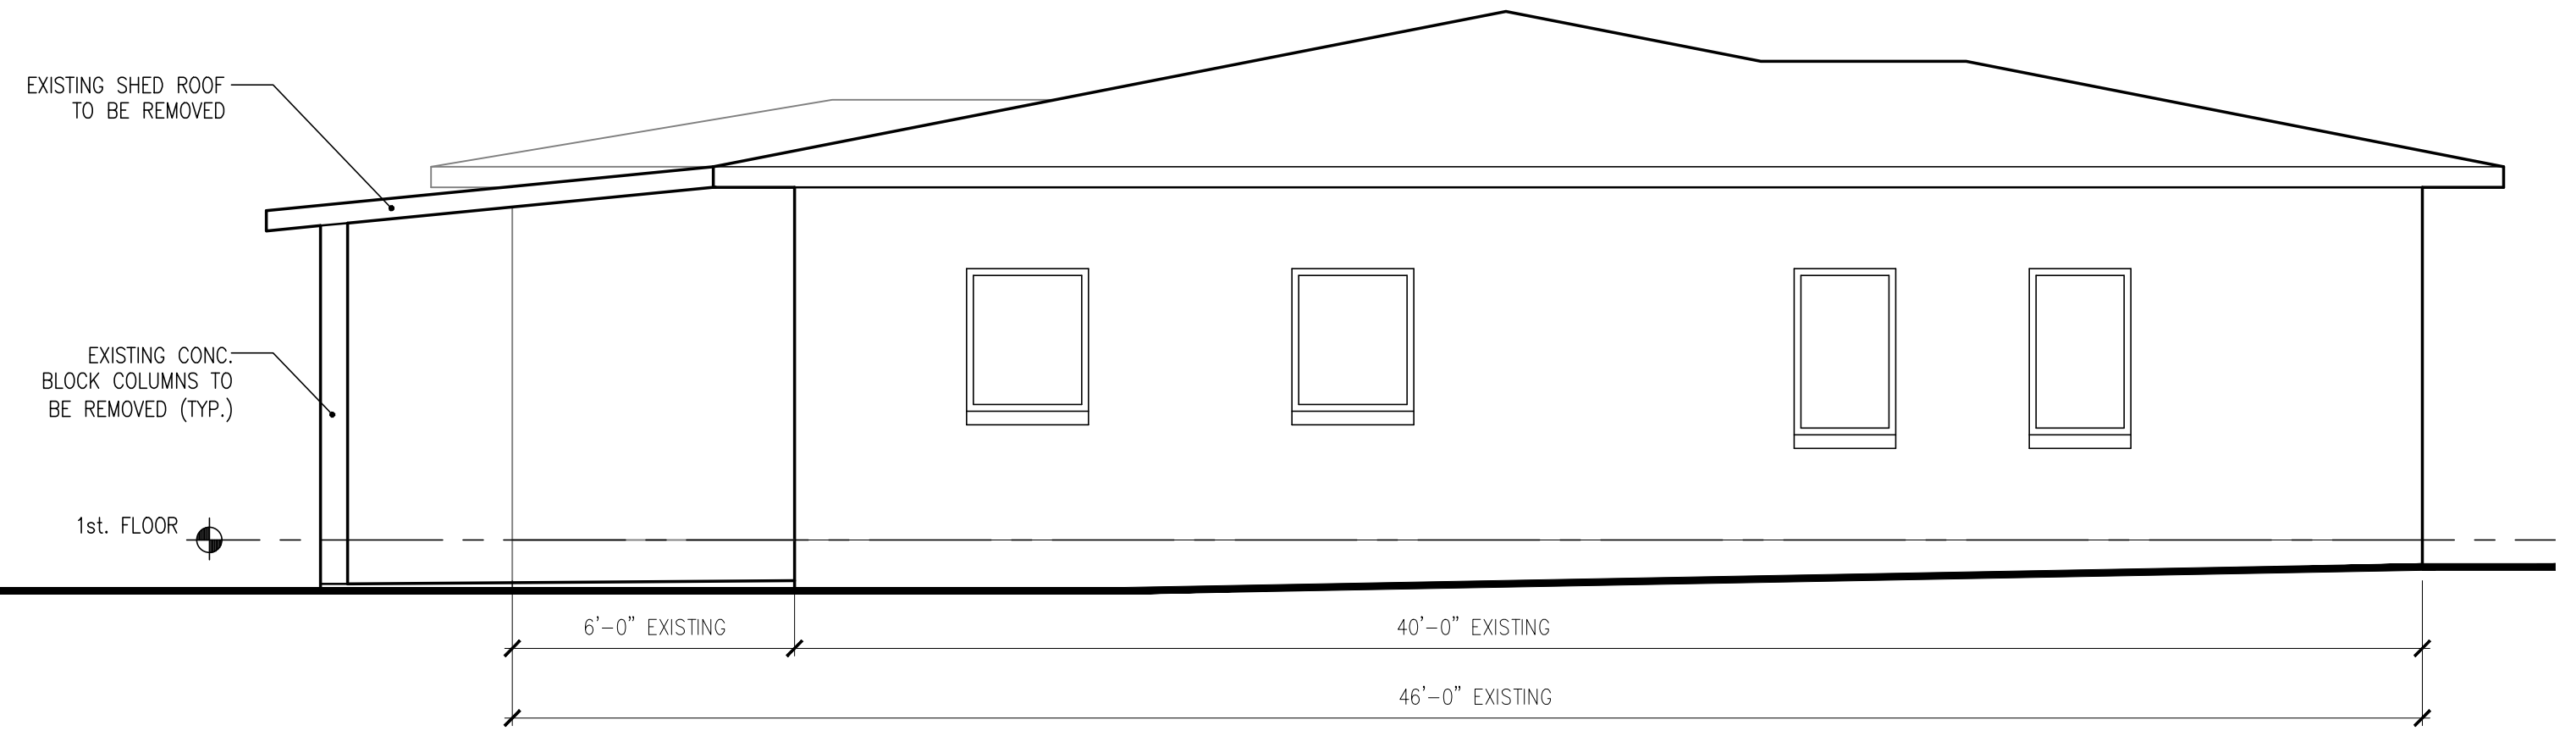 EXISTING SHED ROOF
TO BE REMOVED
EXISTING CONC.
BLOCK COLUMNS TO
BE REMOVED (TYP.)
1st. FLOOR
6'-0" EXISTING
40'-0" EXISTING
46'-0" EXISTING